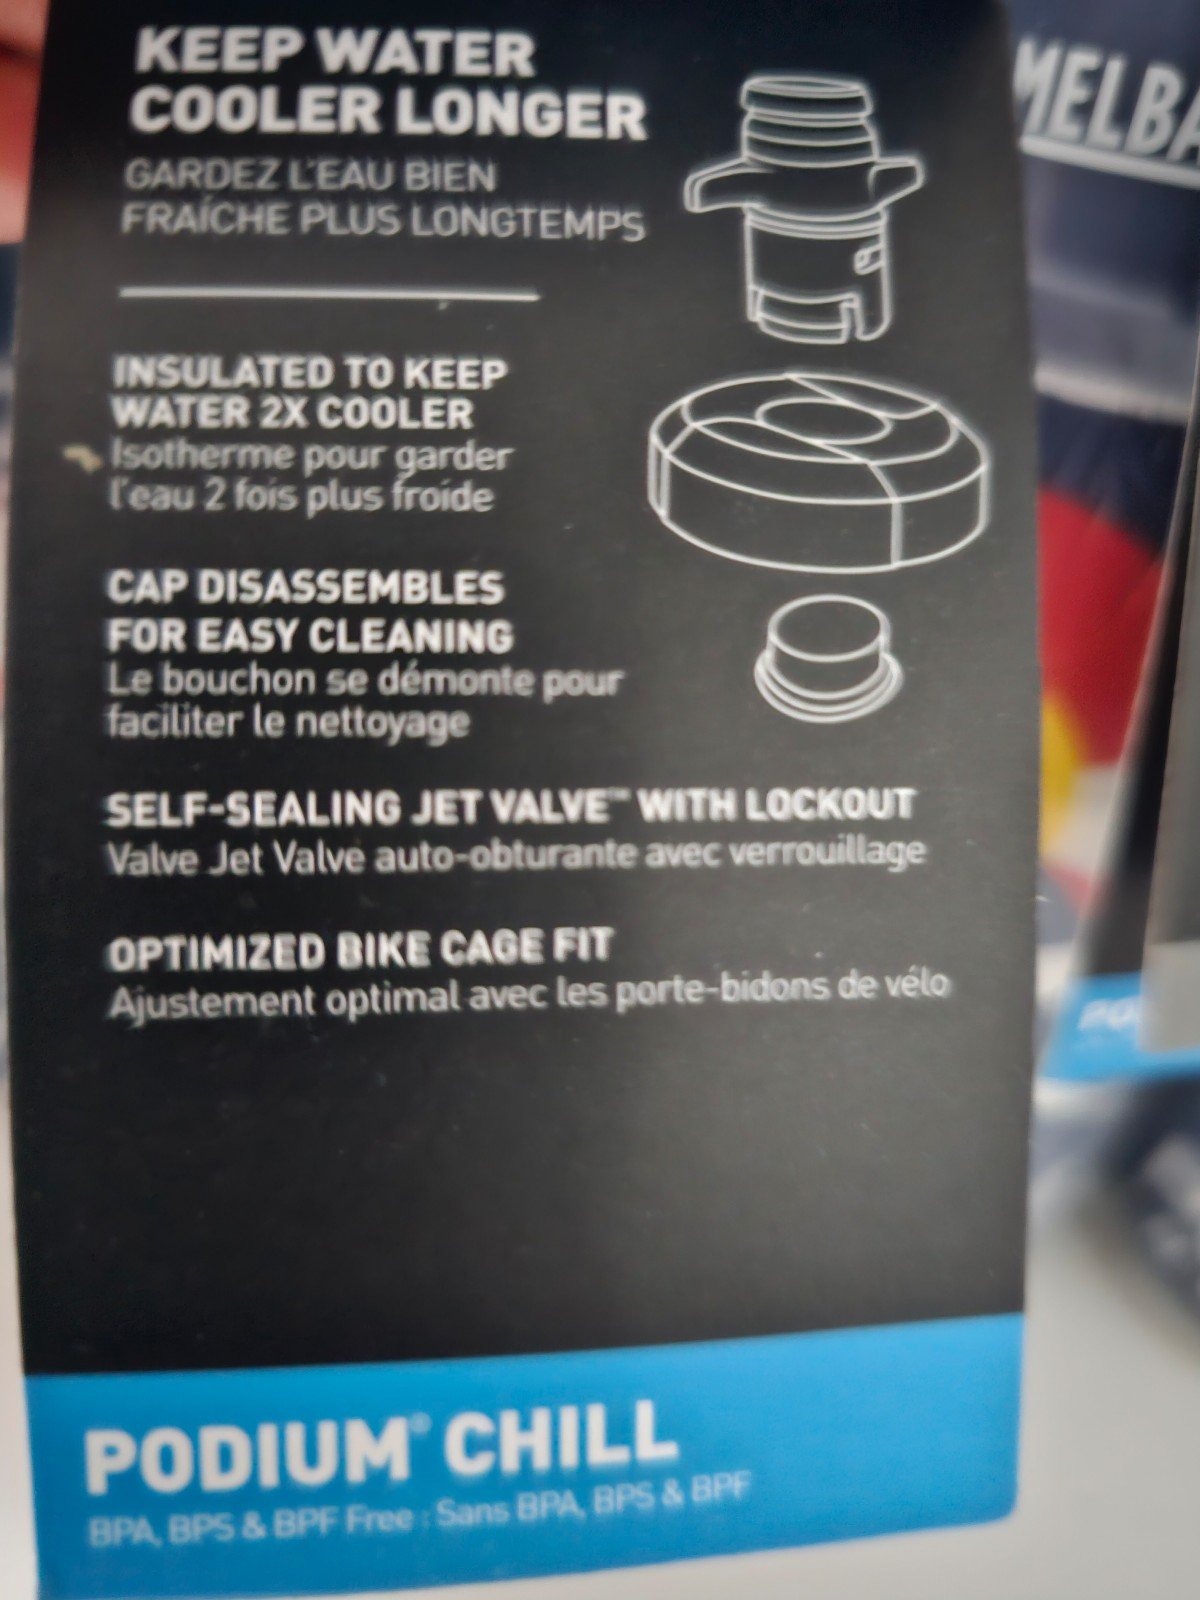 KEEP WATER
COOLER LONGER
GARDEZ L'EAU BIEN
FRAÍCHE PLUS LONGTEMPS
INSULATED TO KEEP
WATER 2X COOLER
Isotherme pour garder
l'eau 2 fois plus froide
CAP DISASSEMBLES
FOR EASY CLEANING
Le bouchon se démonte pour
faciliter le nettoyage
SELF-SEALING JET VALVE™ WITH LOCKOUT
Valve Jet Valve auto-obturante avec verrouillage
OPTIMIZED BIKE CAGE FIT
Ajustement optimal avec les porte-bidons de vélo
PODIUM® CHILL
BPA, BPS & BPF Free : Sans BPA, BPS & BPF
MELBA